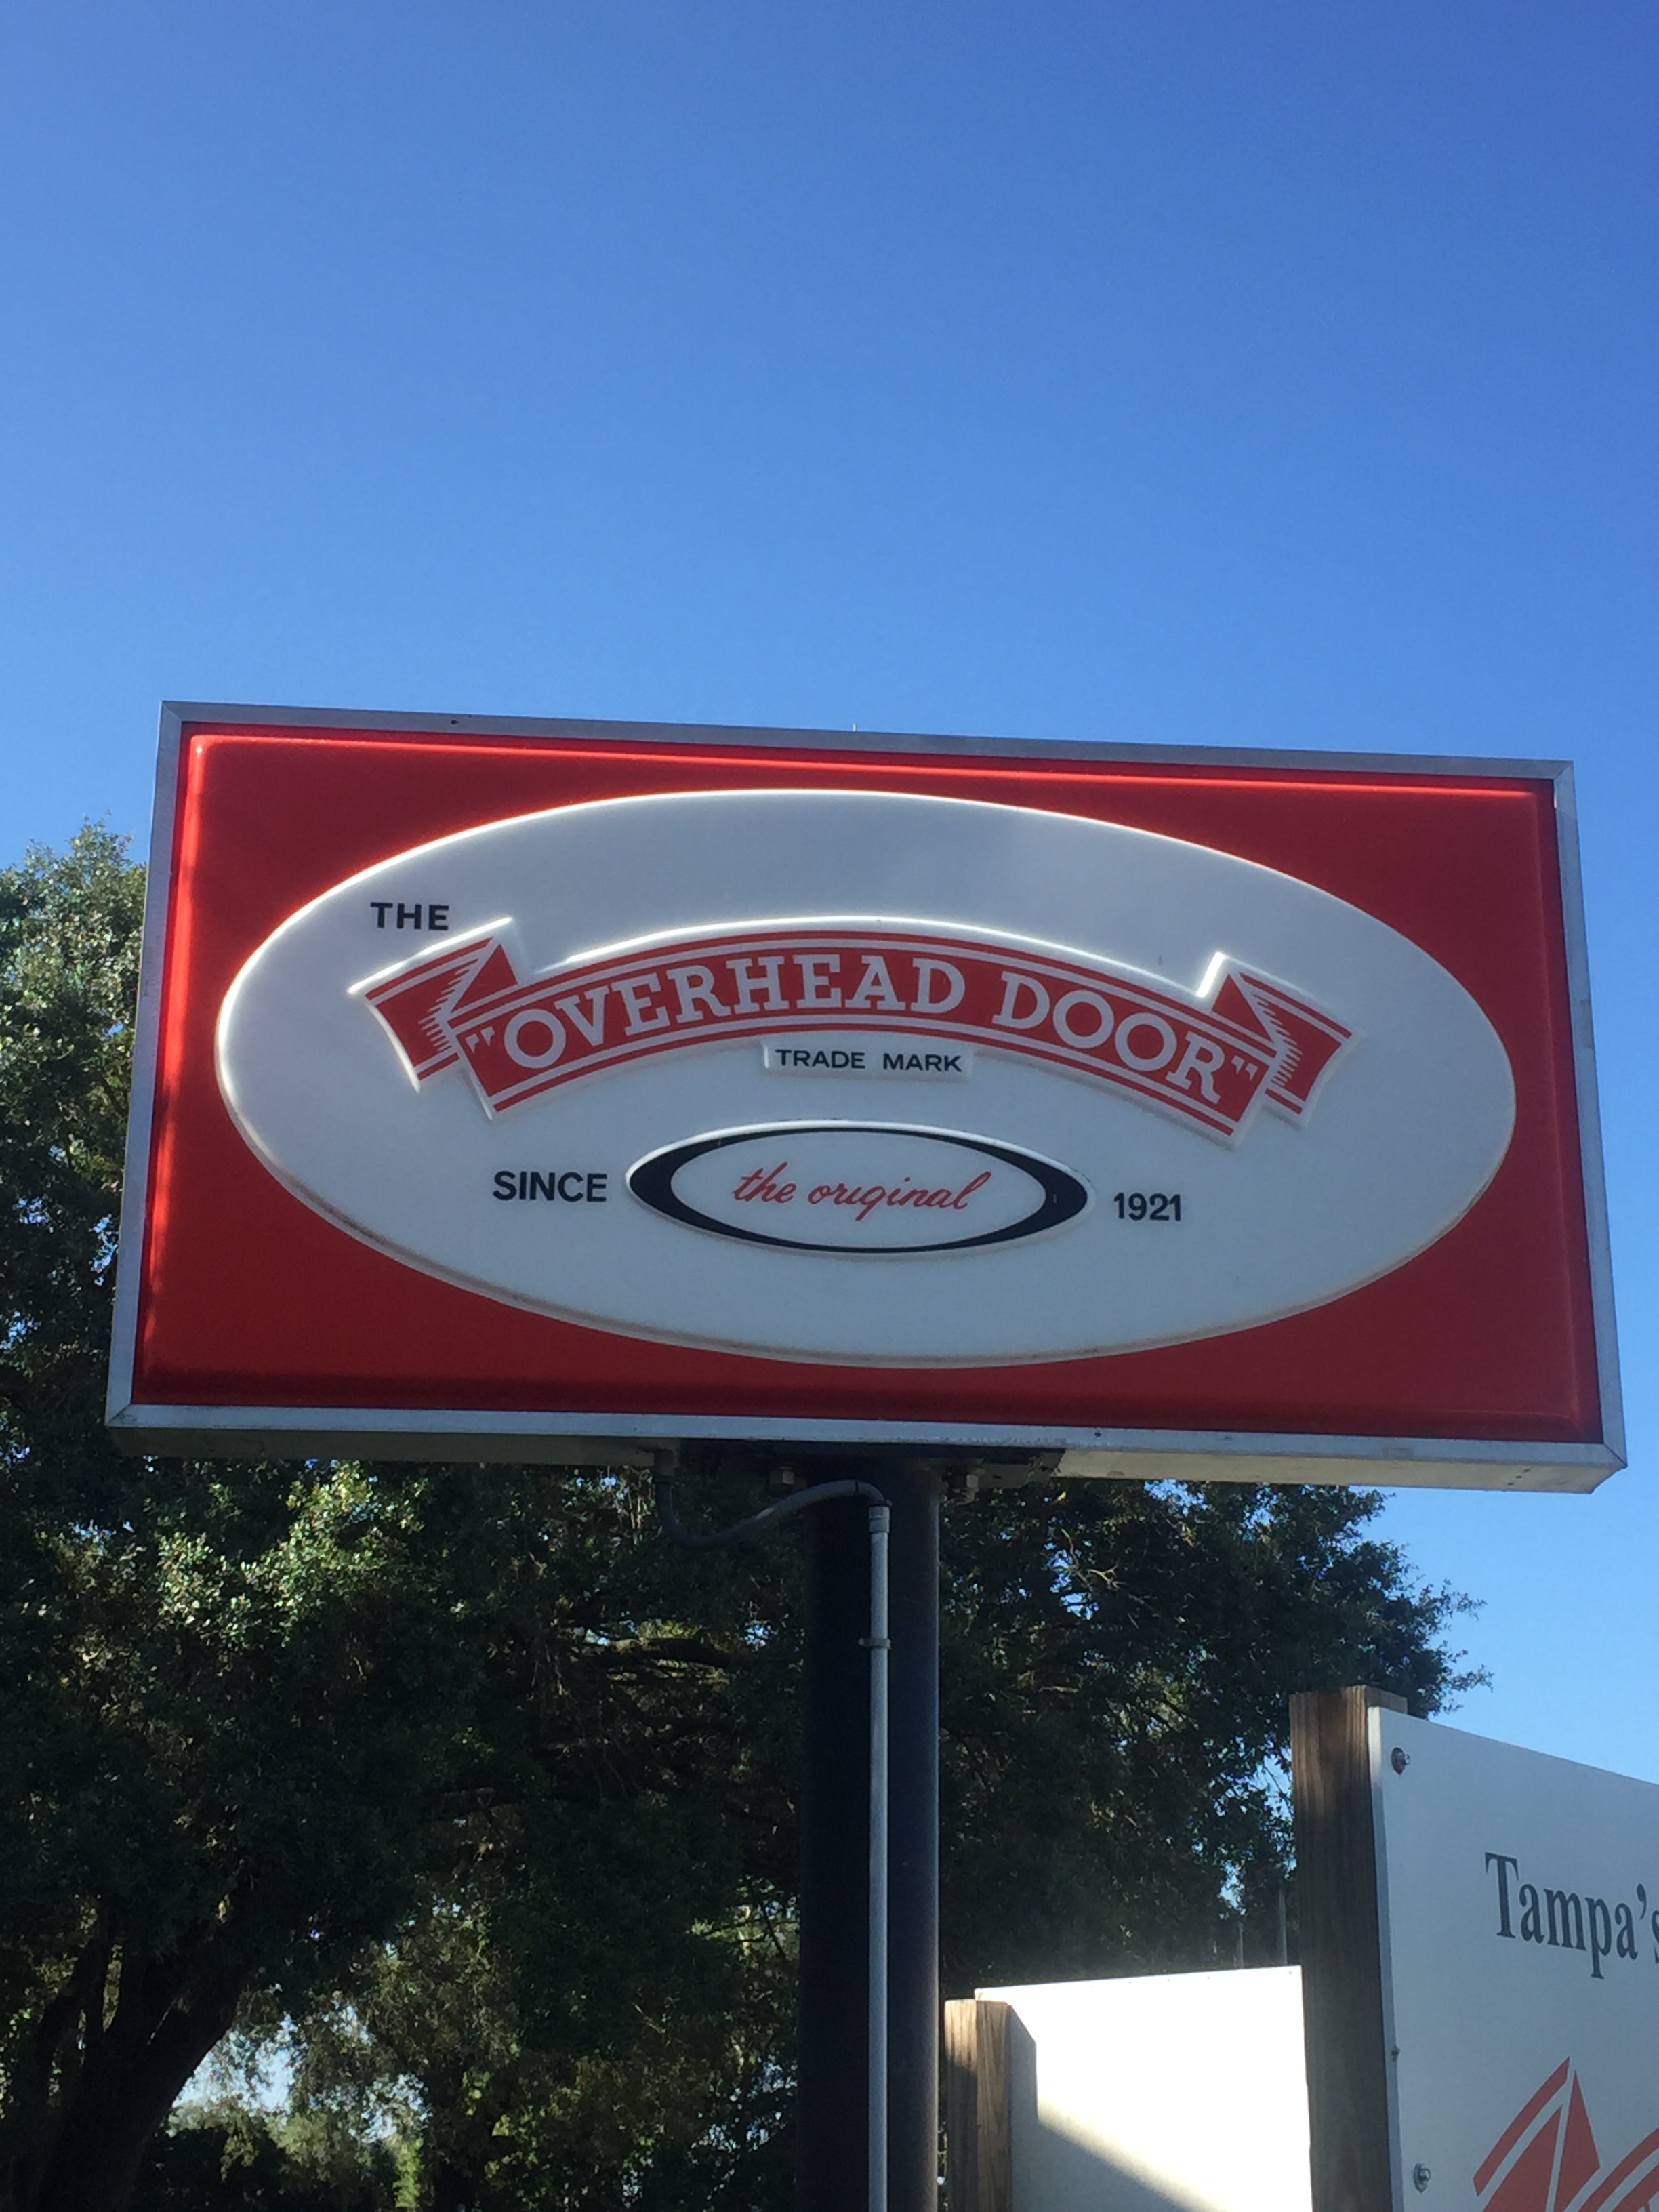 THE
"OVERHEAD DOOR"
TRADE MARK
SINCE the original 1921
Tampa's